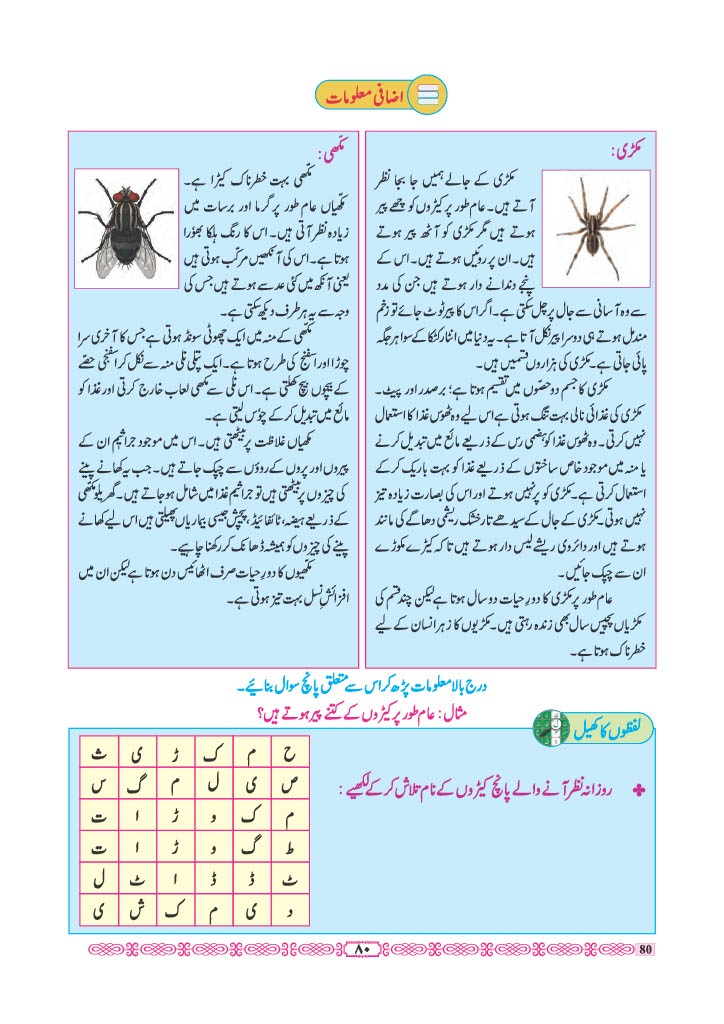 اضافی معلومات
مکڑی:
مکڑی کے جالے ہمیں جا بجا نظر
آتے ہیں۔ عام طور پر کیڑوں کو چھے پیر
ہوتے ہیں مگر مکڑی کو آٹھ پیر ہوتے
ہیں۔ ان پر روئیں ہوتے ہیں۔ اس کے
پنجے دندانے دار ہوتے ہیں جن کی مدد
سے وہ آسانی سے جال پر چل سکتی ہے۔ اگر اس کا پیر ٹوٹ جائے تو زخم
مندمل ہوتے ہی دوسرا پیر نکل آتا ہے۔ یہ دنیا میں انٹارکٹکا کے سوا ہر جگہ
پائی جاتی ہے۔ مکڑی کی ہزاروں قسمیں ہیں۔
مکڑی کا جسم دو حصّوں میں تقسیم ہوتا ہے؛ بر صدر اور پیٹ۔
مکڑی کی غذائی نالی بہت تنگ ہوتی ہے اس لیے وہ ٹھوس غذا کا استعمال
نہیں کرتی۔ وہ ٹھوس غذا کو ہضمی رس کے ذریعے مائع میں تبدیل کرنے
یا منہ میں موجود خاص ساختوں کے ذریعے غذا کو بہت باریک کر کے
استعمال کرتی ہے۔ مکڑی کو پر نہیں ہوتے اور اس کی بصارت زیادہ تیز
نہیں ہوتی۔ مکڑی کے جال کے سیدھے تار خشک ریشمی دھاگے کی مانند
ہوتے ہیں اور دائروی ریشے لیس دار ہوتے ہیں تاکہ کیڑے مکوڑے
ان سے چپک جائیں۔
عام طور پر مکڑی کا دورِ حیات دو سال ہوتا ہے لیکن چند قسم کی
مکڑیاں پچیس سال بھی زندہ رہتی ہیں۔ مکڑیوں کا زہر انسان کے لیے
خطرناک ہوتا ہے۔
مکّھی:
مکّھی بہت خطرناک کیڑا ہے۔
مکّھیاں عام طور پر گرما اور برسات میں
زیادہ نظر آتی ہیں۔ اس کا رنگ ہلکا بھؤرا
ہوتا ہے۔ اس کی آنکھیں مرکّب ہوتی ہیں
یعنی آنکھ میں کئی عدسے ہوتے ہیں جس کی
وجہ سے یہ ہر طرف دیکھ سکتی ہے۔
مکّھی کے منہ میں ایک چھوٹی سونڈ ہوتی ہے جس کا آخری سرا
چوڑا اور اسفنج کی طرح ہوتا ہے۔ ایک پتلی نلی منہ سے نکل کر اسفنجی حصّے
کے بیچوں بیچ کھلتی ہے۔ اس نلی سے مکھی لعاب خارج کرتی اور غذا کو
مائع میں تبدیل کر کے چؤس لیتی ہے۔
مکھیاں غلاظت پر بیٹھتی ہیں۔ اس میں موجود جراثیم ان کے
پیروں اور پروں کے روؤں سے چپک جاتے ہیں۔ جب یہ کھانے پینے
کی چیزوں پر بیٹھتی ہیں تو جراثیم غذا میں شامل ہو جاتے ہیں۔ گھریلو مکھی
کے ذریعے ہیضہ، ٹائفائیڈ، پیچش جیسی بیماریاں پھیلتی ہیں اس لیے کھانے
پینے کی چیزوں کو ہمیشہ ڈھانک کر رکھنا چاہیے۔
مکھیوں کا دورِ حیات صرف اٹھائیس دن ہوتا ہے لیکن ان میں
افزائشِ نسل بہت تیز ہوتی ہے۔
درج بالا معلومات پڑھ کر اس سے متعلق پانچ سوال بنائیے۔
مثال: عام طور پر کیڑوں کے کتنے پیر ہوتے ہیں؟
لفظوں کا کھیل
روزانہ نظر آنے والے پانچ کیڑوں کے نام تلاش کر کے لکھیے:
ح م ک ڑ ی ث
ص ی ل م گ س
م ک و ڑ ا ت
ط گ و ڑ ا ت
ٹ ڈ ڈ ا ٹ ل
د ی م ک ش ی
۸۰
80